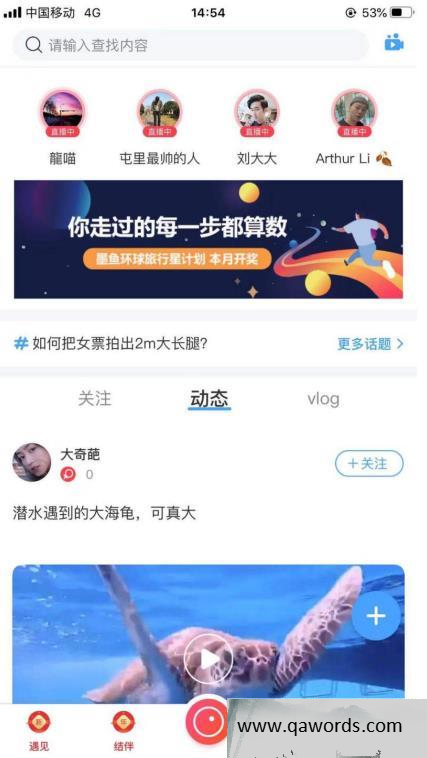 中国移动 4G 14:54 53%
请输入查找内容
直播中 直播中 直播中 直播中
龍喵 屯里最帅的人 刘大大 Arthur Li
你走过的每一步都算数
墨鱼环球旅行星计划 本月开奖
# 如何把女票拍出2m大长腿? 更多话题 >
关注 动态 vlog
大奇葩
0
+关注
潜水遇到的大海龟，可真大
+
遇见 结伴
www.qawords.com